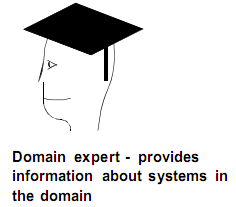 Domain expert - provides
information about systems in
the domain